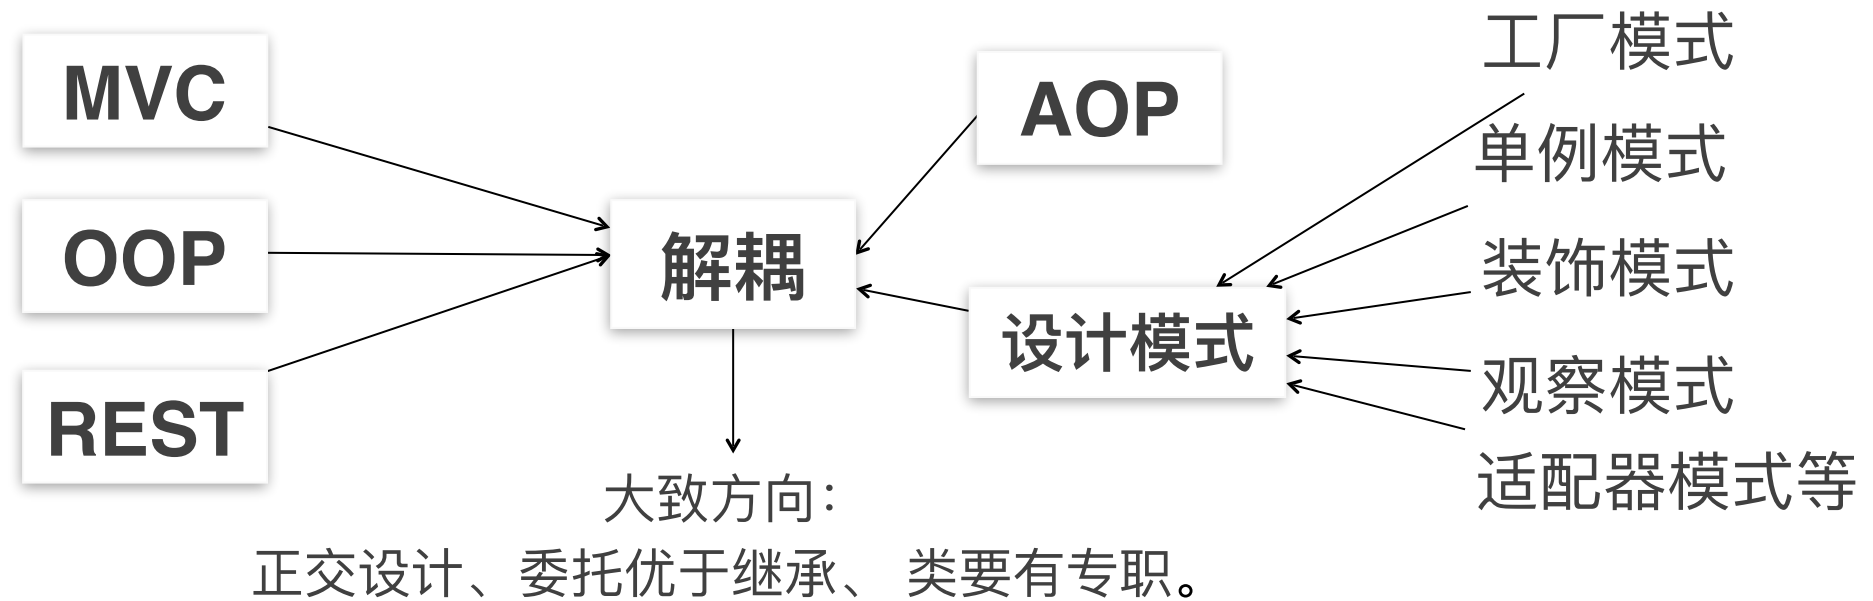 MVC
OOP
REST
解耦
AOP
设计模式
工厂模式
单例模式
装饰模式
观察模式
适配器模式等
大致方向：
正交设计、委托优于继承、 类要有专职。